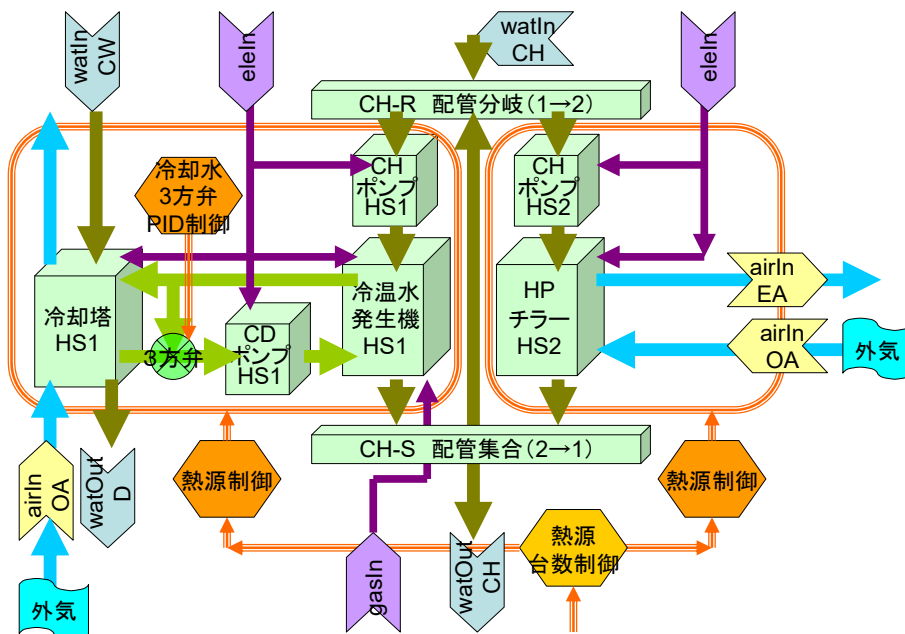 watIn
CW
eleIn
watIn
CH
eleIn
CH-R 配管分岐(1→2)
冷却水
3方弁
PID制御
CH
ポンプ
HS1
CH
ポンプ
HS2
冷却塔
HS1
3方弁
CD
ポンプ
HS1
冷温水
発生機
HS1
HP
チラー
HS2
airIn
EA
airIn
OA
外気
CH-S 配管集合(2→1)
airIn
OA
watOut
D
熱源制御
熱源制御
gasIn
watOut
CH
熱源
台数制御
外気